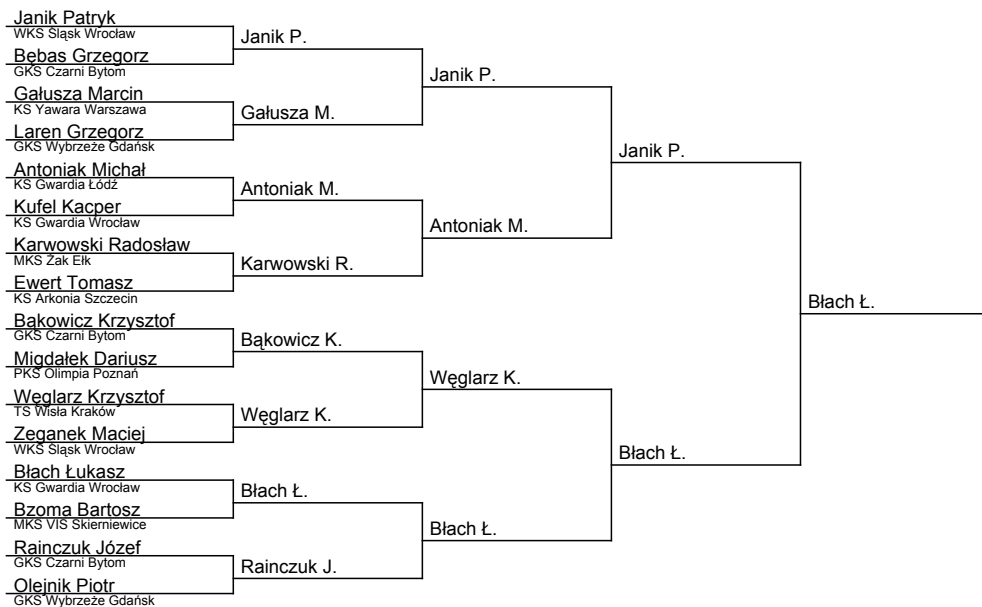 Janik Patryk
WKS Śląsk Wrocław
Bębas Grzegorz
GKS Czarni Bytom
Gałusza Marcin
KS Yawara Warszawa
Laren Grzegorz
GKS Wybrzeże Gdańsk
Antoniak Michał
KS Gwardia Łódź
Kufel Kacper
KS Gwardia Wrocław
Karwowski Radosław
MKS Żak Ełk
Ewert Tomasz
KS Arkonia Szczecin
Bąkowicz Krzysztof
GKS Czarni Bytom
Migdałek Dariusz
PKS Olimpia Poznań
Węglarz Krzysztof
TS Wisła Kraków
Zeganek Maciej
WKS Śląsk Wrocław
Błach Łukasz
KS Gwardia Wrocław
Bzoma Bartosz
MKS VIS Skierniewice
Rainczuk Józef
GKS Czarni Bytom
Olejnik Piotr
GKS Wybrzeże Gdańsk
Janik P.
Gałusza M.
Antoniak M.
Karwowski R.
Bąkowicz K.
Węglarz K.
Błach Ł.
Rainczuk J.
Janik P.
Antoniak M.
Węglarz K.
Błach Ł.
Janik P.
Błach Ł.
Błach Ł.